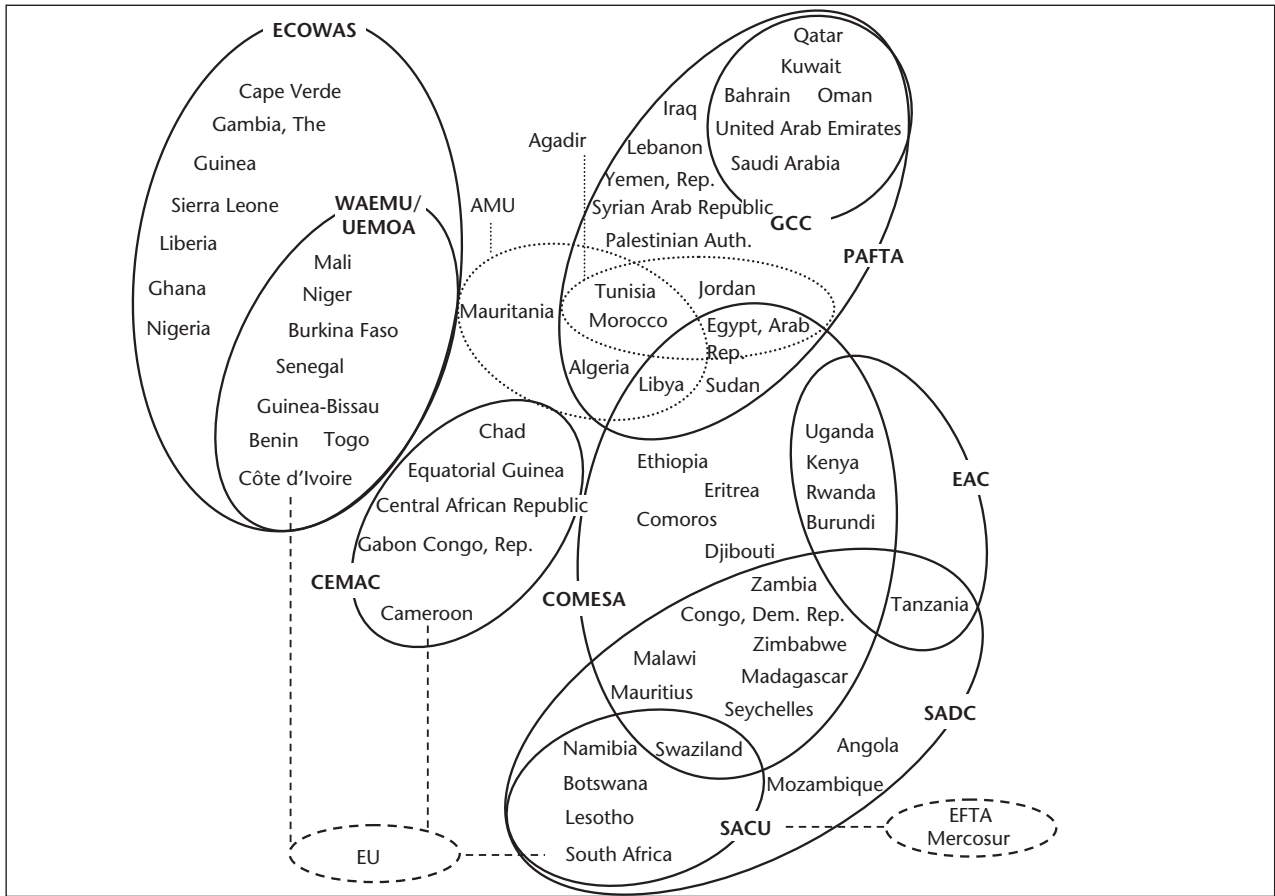 ECOWAS
Cape Verde
Gambia, The
Guinea
Sierra Leone
Liberia
Ghana
Nigeria
WAEMU/
UEMOA
Mali
Niger
Burkina Faso
Senegal
Guinea-Bissau
Benin Togo
Côte d'Ivoire
AMU
Agadir
Mauritania
Qatar
Kuwait
Bahrain Oman
United Arab Emirates
Saudi Arabia
GCC
PAFTA
Iraq
Lebanon
Yemen, Rep.
Syrian Arab Republic
Palestinian Auth.
Tunisia
Morocco
Jordan
Egypt, Arab
Rep.
Algeria
Libya
Sudan
Chad
Equatorial Guinea
Central African Republic
Gabon Congo, Rep.
CEMAC
Cameroon
COMESA
Ethiopia
Eritrea
Comoros
Djibouti
Uganda
Kenya
Rwanda
Burundi
EAC
Tanzania
Zambia
Congo, Dem. Rep.
Zimbabwe
Malawi
Madagascar
Mauritius
Seychelles
SADC
Angola
Mozambique
Namibia
Swaziland
Botswana
Lesotho
South Africa
SACU
EU
EFTA
Mercosur